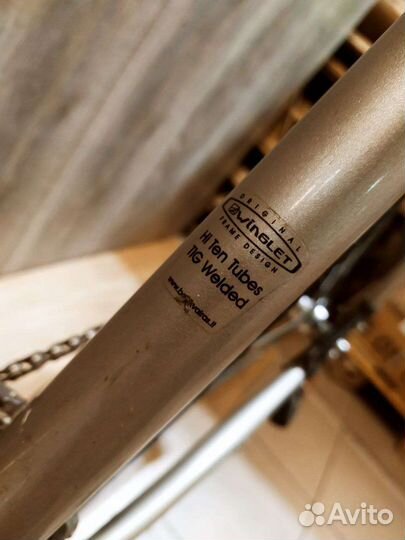 ORIGINAL
WINGLET
FRAME DESIGN
Hi Ten Tubes
TIG Welded
Avito